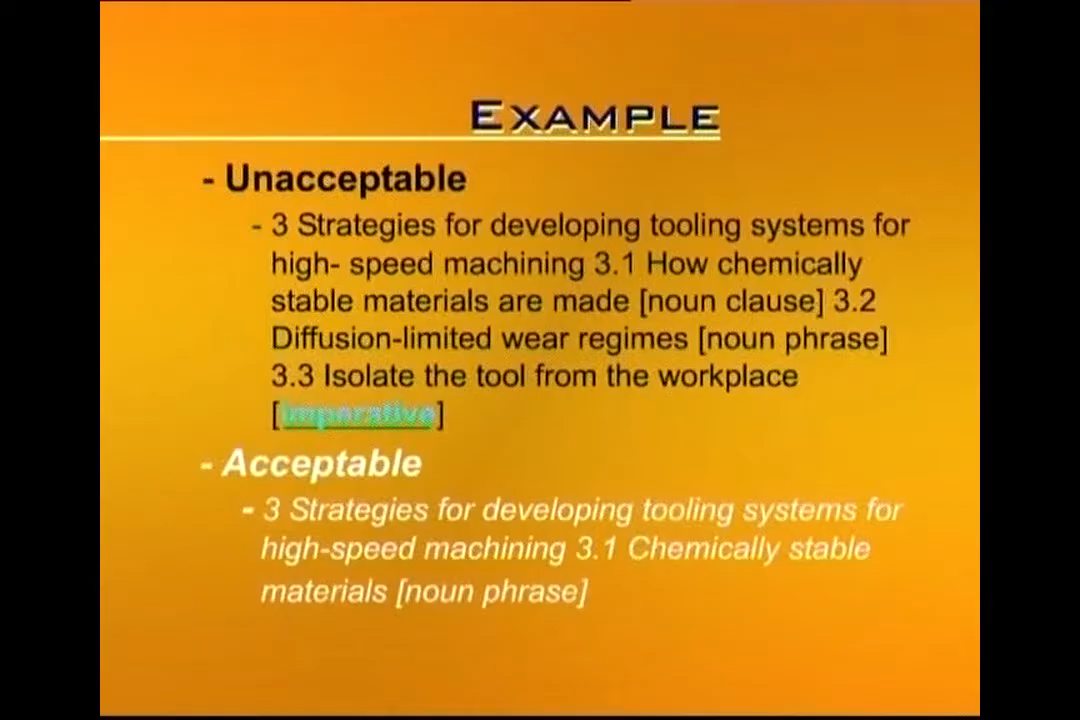 EXAMPLE
- Unacceptable
- 3 Strategies for developing tooling systems for
high- speed machining 3.1 How chemically
stable materials are made [noun clause] 3.2
Diffusion-limited wear regimes [noun phrase]
3.3 Isolate the tool from the workplace
[imperative]
- Acceptable
- 3 Strategies for developing tooling systems for
high-speed machining 3.1 Chemically stable
materials [noun phrase]